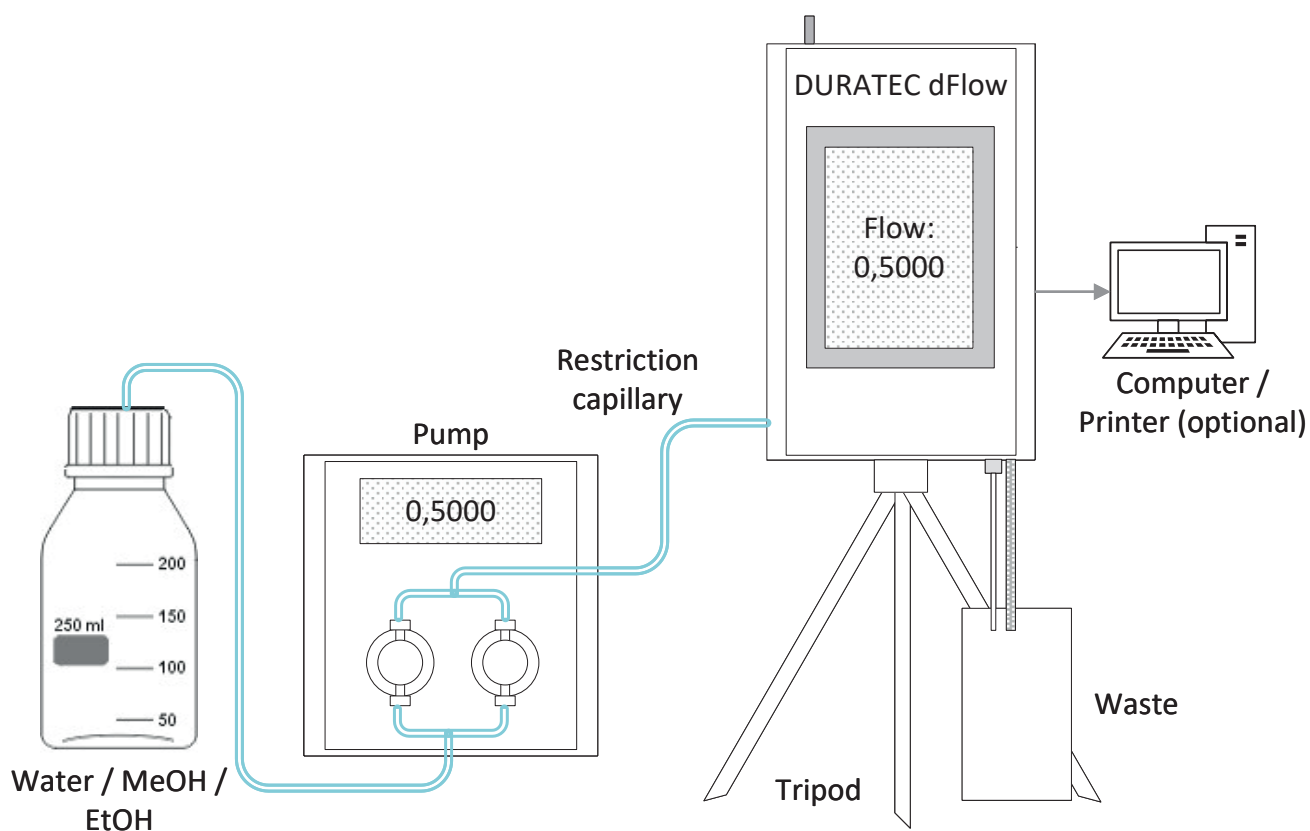 DURATEC dFlow
Flow:
0,5000
Restriction
capillary
Computer /
Printer (optional)
Pump
0,5000
200
150
250 ml
100
50
Water / MeOH /
EtOH
Waste
Tripod